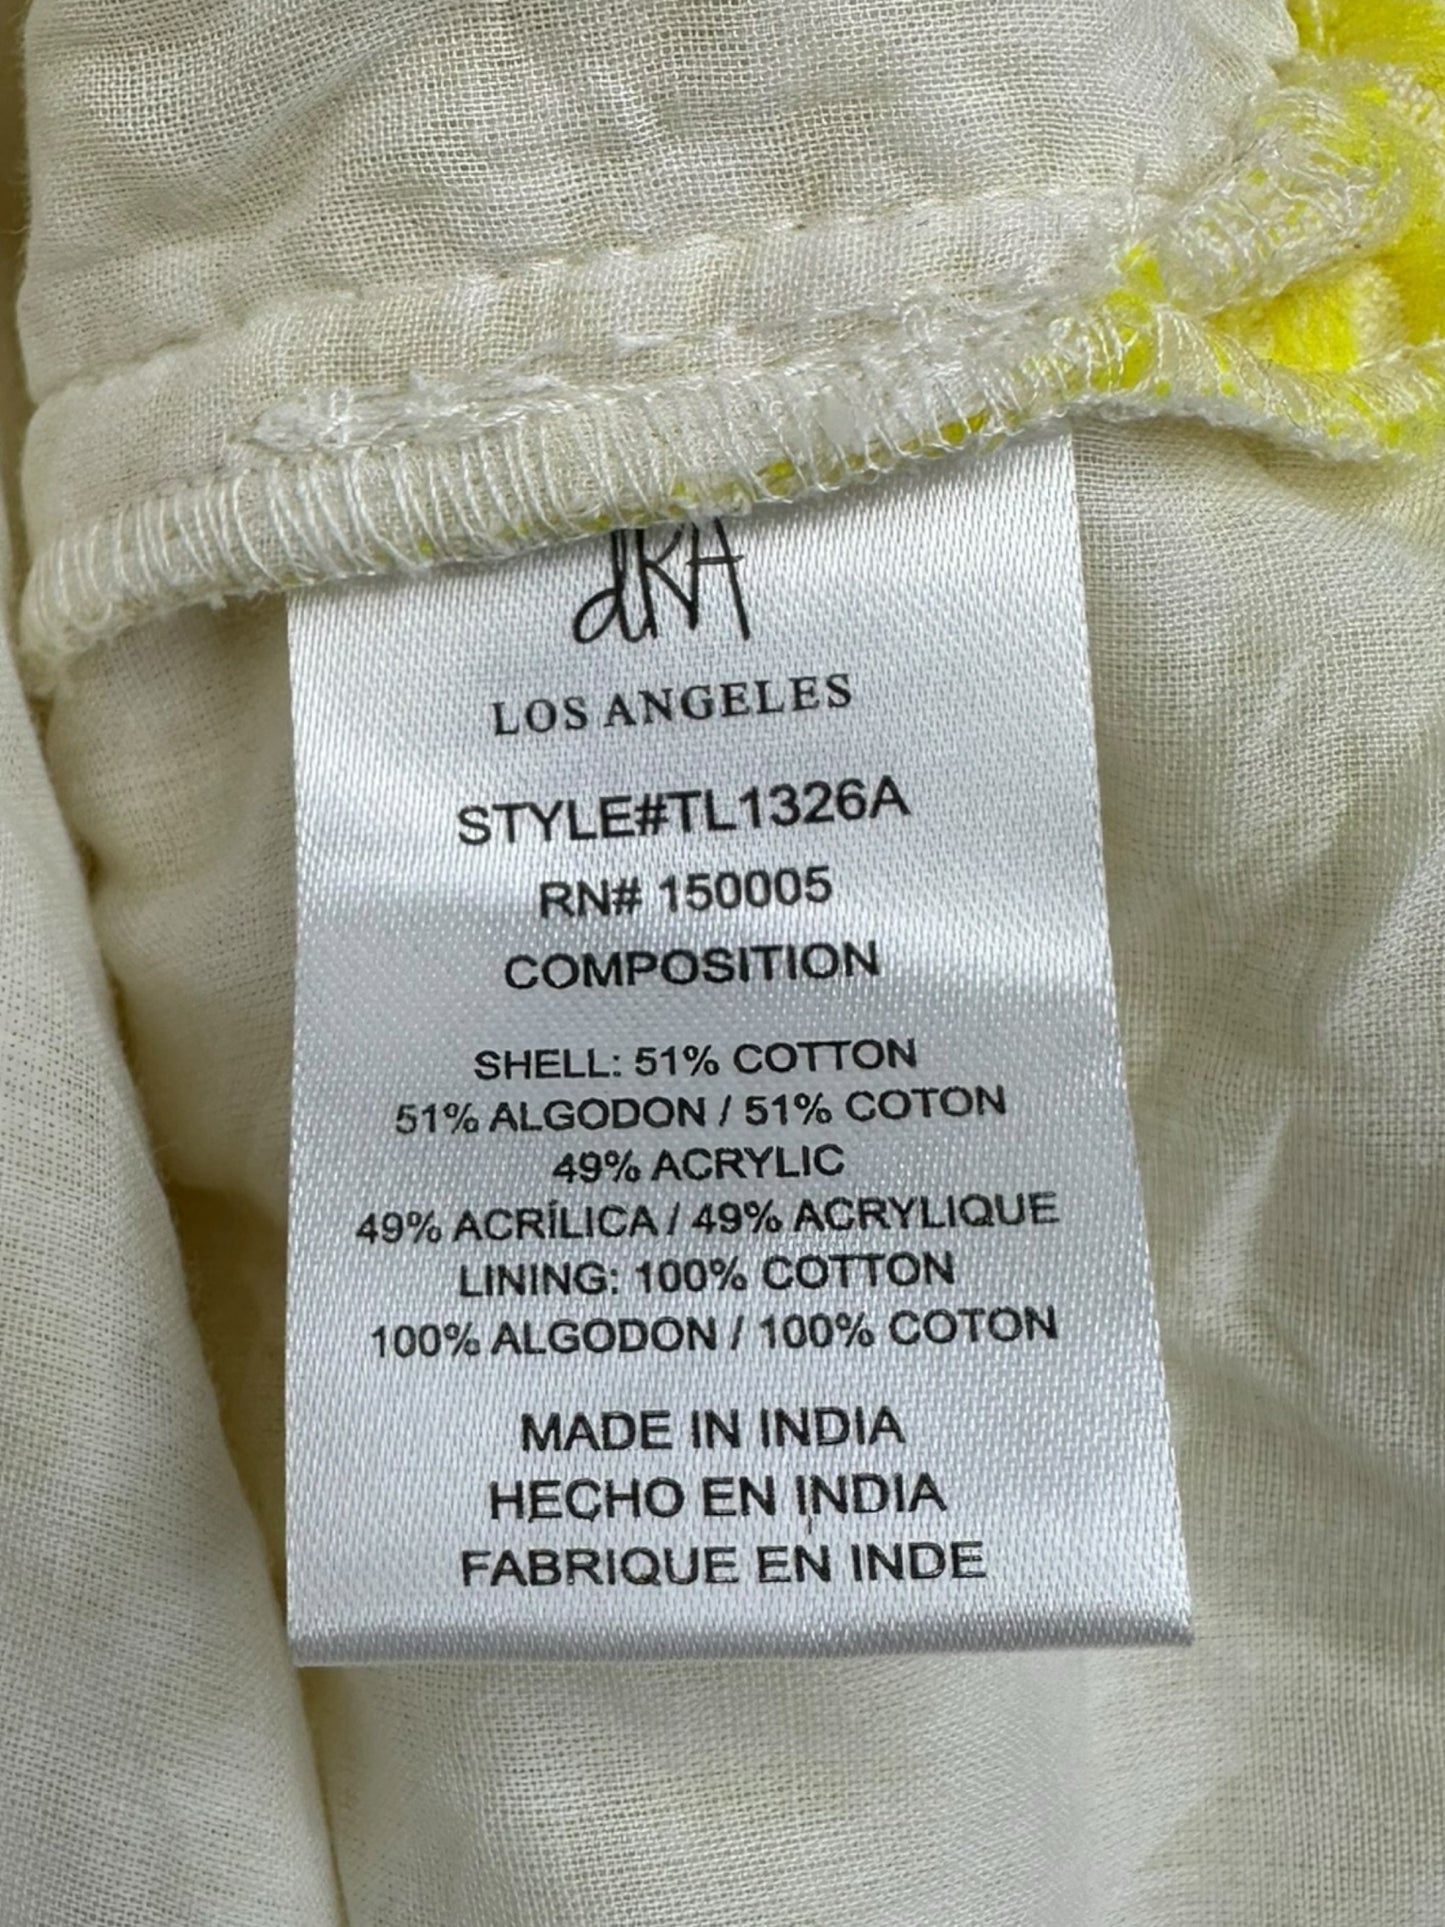 dRA
LOS ANGELES
STYLE#TL1326A
RN# 150005
COMPOSITION
SHELL: 51% COTTON
51% ALGODON / 51% COTON
49% ACRYLIC
49% ACRÍLICA / 49% ACRYLIQUE
LINING: 100% COTTON
100% ALGODON / 100% COTON
MADE IN INDIA
HECHO EN INDIA
FABRIQUE EN INDE